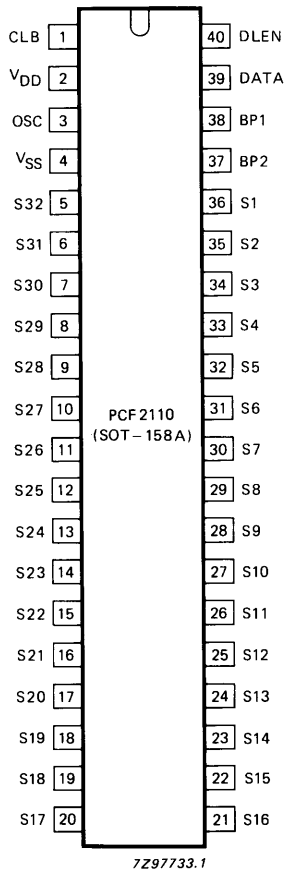 CLB 1 40 DLEN
VDD 2 39 DATA
OSC 3 38 BP1
VSS 4 37 BP2
S32 5 36 S1
S31 6 35 S2
S30 7 34 S3
S29 8 33 S4
S28 9 32 S5
S27 10 31 S6
PCF2110
(SOT-158A)
S26 11 30 S7
S25 12 29 S8
S24 13 28 S9
S23 14 27 S10
S22 15 26 S11
S21 16 25 S12
S20 17 24 S13
S19 18 23 S14
S18 19 22 S15
S17 20 21 S16
7Z97733.1